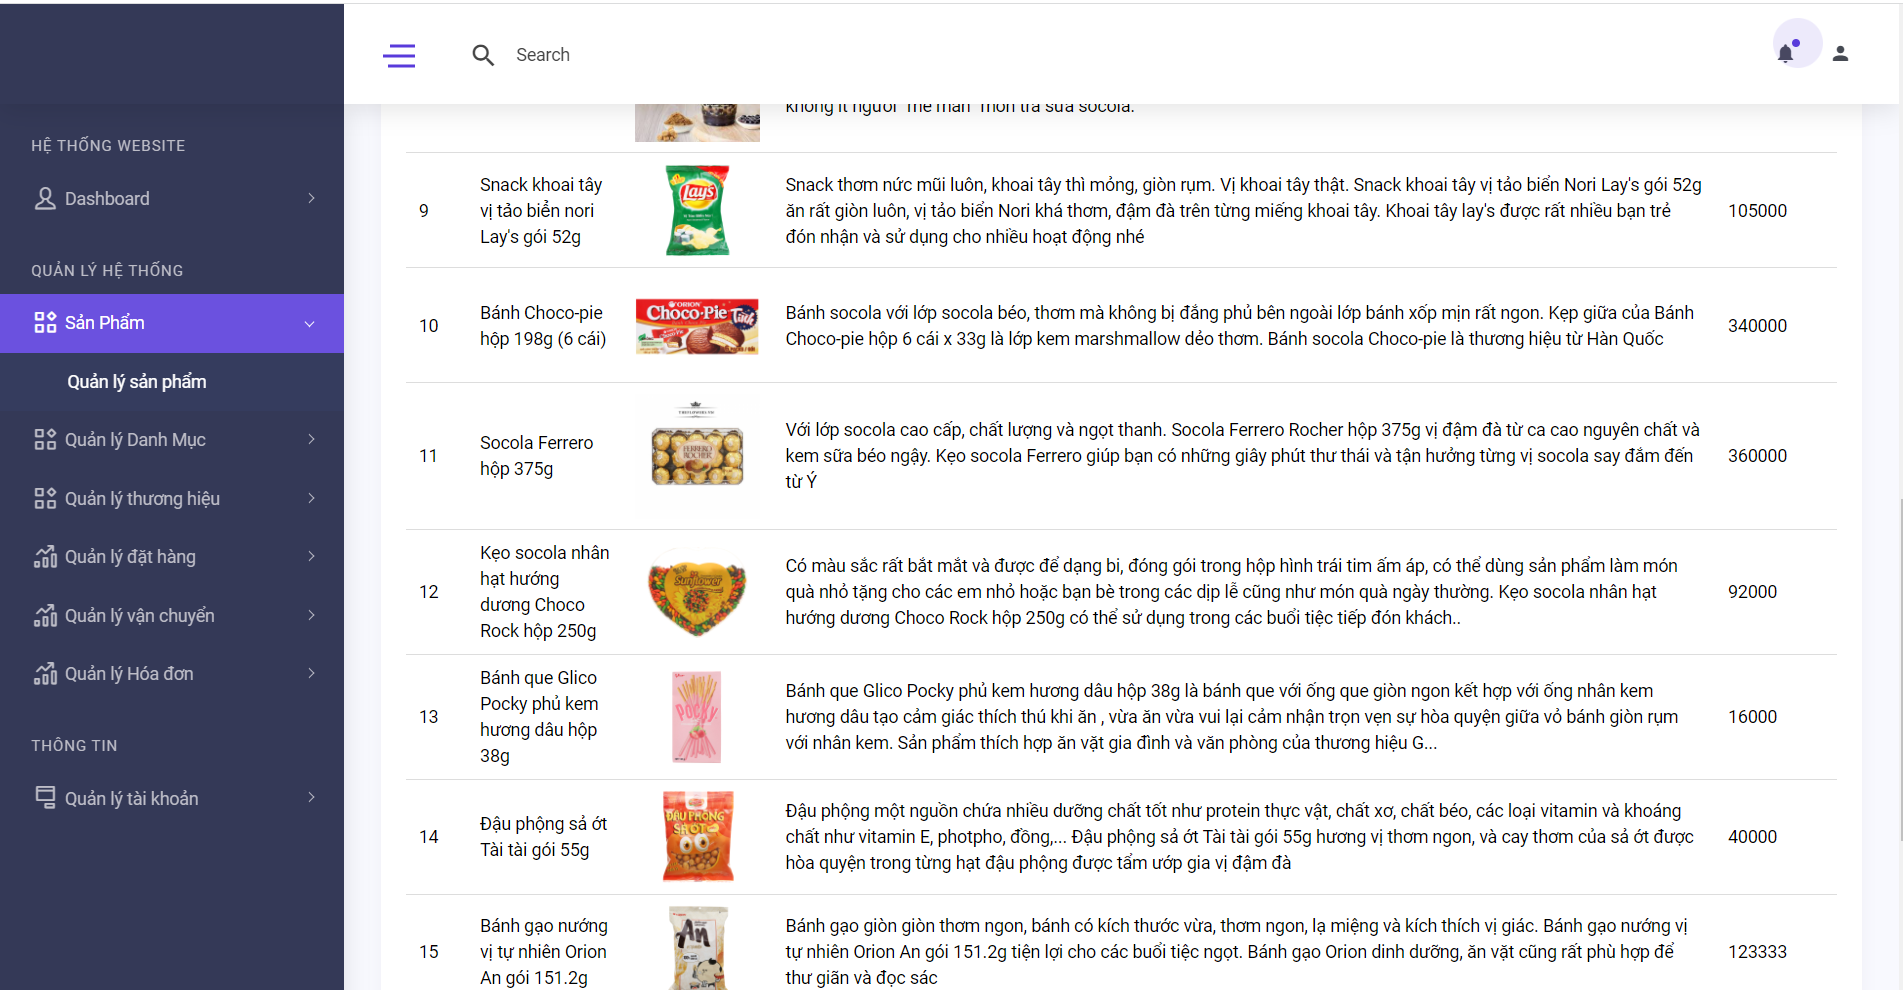 Search
HỆ THỐNG WEBSITE
Dashboard
QUẢN LÝ HỆ THỐNG
Sản Phẩm
Quản lý sản phẩm
Quản lý Danh Mục
Quản lý thương hiệu
Quản lý đặt hàng
Quản lý vận chuyển
Quản lý Hóa đơn
THÔNG TIN
Quản lý tài khoản
không ít người "mê mẩn" món trà sữa socola.
9
Snack khoai tây
vị tảo biển nori
Lay's gói 52g
Lay's
Snack thơm nức mũi luôn, khoai tây thì mỏng, giòn rụm. Vị khoai tây thật. Snack khoai tây vị tảo biển Nori Lay's gói 52g
ăn rất giòn luôn, vị tảo biển Nori khá thơm, đậm đà trên từng miếng khoai tây. Khoai tây lay's được rất nhiều bạn trẻ
đón nhận và sử dụng cho nhiều hoạt động nhé
105000
10
Bánh Choco-pie
hộp 198g (6 cái)
ORION
Choco·Pie
Tình
Bánh socola với lớp socola béo, thơm mà không bị đắng phủ bên ngoài lớp bánh xốp mịn rất ngon. Kẹp giữa của Bánh
Choco-pie hộp 6 cái x 33g là lớp kem marshmallow dẻo thơm. Bánh socola Choco-pie là thương hiệu từ Hàn Quốc
340000
11
Socola Ferrero
hộp 375g
FERRERO
ROCHER
Với lớp socola cao cấp, chất lượng và ngọt thanh. Socola Ferrero Rocher hộp 375g vị đậm đà từ ca cao nguyên chất và
kem sữa béo ngậy. Kẹo socola Ferrero giúp bạn có những giây phút thư thái và tận hưởng từng vị socola say đắm đến
từ Ý
360000
12
Kẹo socola nhân
hạt hướng
dương Choco
Rock hộp 250g
Sunflower
Có màu sắc rất bắt mắt và được để dạng bi, đóng gói trong hộp hình trái tim ấm áp, có thể dùng sản phẩm làm món
quà nhỏ tặng cho các em nhỏ hoặc bạn bè trong các dịp lễ cũng như món quà ngày thường. Kẹo socola nhân hạt
hướng dương Choco Rock hộp 250g có thể sử dụng trong các buổi tiệc tiếp đón khách..
92000
13
Bánh que Glico
Pocky phủ kem
hương dâu hộp
38g
POCKY
Bánh que Glico Pocky phủ kem hương dâu hộp 38g là bánh que với ống que giòn ngon kết hợp với ống nhân kem
hương dâu tạo cảm giác thích thú khi ăn , vừa ăn vừa vui lại cảm nhận trọn vẹn sự hòa quyện giữa vỏ bánh giòn rụm
với nhân kem. Sản phẩm thích hợp ăn vặt gia đình và văn phòng của thương hiệu G...
16000
14
Đậu phộng sả ớt
Tài tài gói 55g
ĐẬU PHỘNG
SẢ ỚT
Đậu phộng một nguồn chứa nhiều dưỡng chất tốt như protein thực vật, chất xơ, chất béo, các loại vitamin và khoáng
chất như vitamin E, photpho, đồng,... Đậu phộng sả ớt Tài tài gói 55g hương vị thơm ngon, và cay thơm của sả ớt được
hòa quyện trong từng hạt đậu phộng được tẩm ướp gia vị đậm đà
40000
15
Bánh gạo nướng
vị tự nhiên Orion
An gói 151.2g
An
Bánh gạo giòn giòn thơm ngon, bánh có kích thước vừa, thơm ngon, lạ miệng và kích thích vị giác. Bánh gạo nướng vị
tự nhiên Orion An gói 151.2g tiện lợi cho các buổi tiệc ngọt. Bánh gạo Orion dinh dưỡng, ăn vặt cũng rất phù hợp để
thư giãn và đọc sác
123333